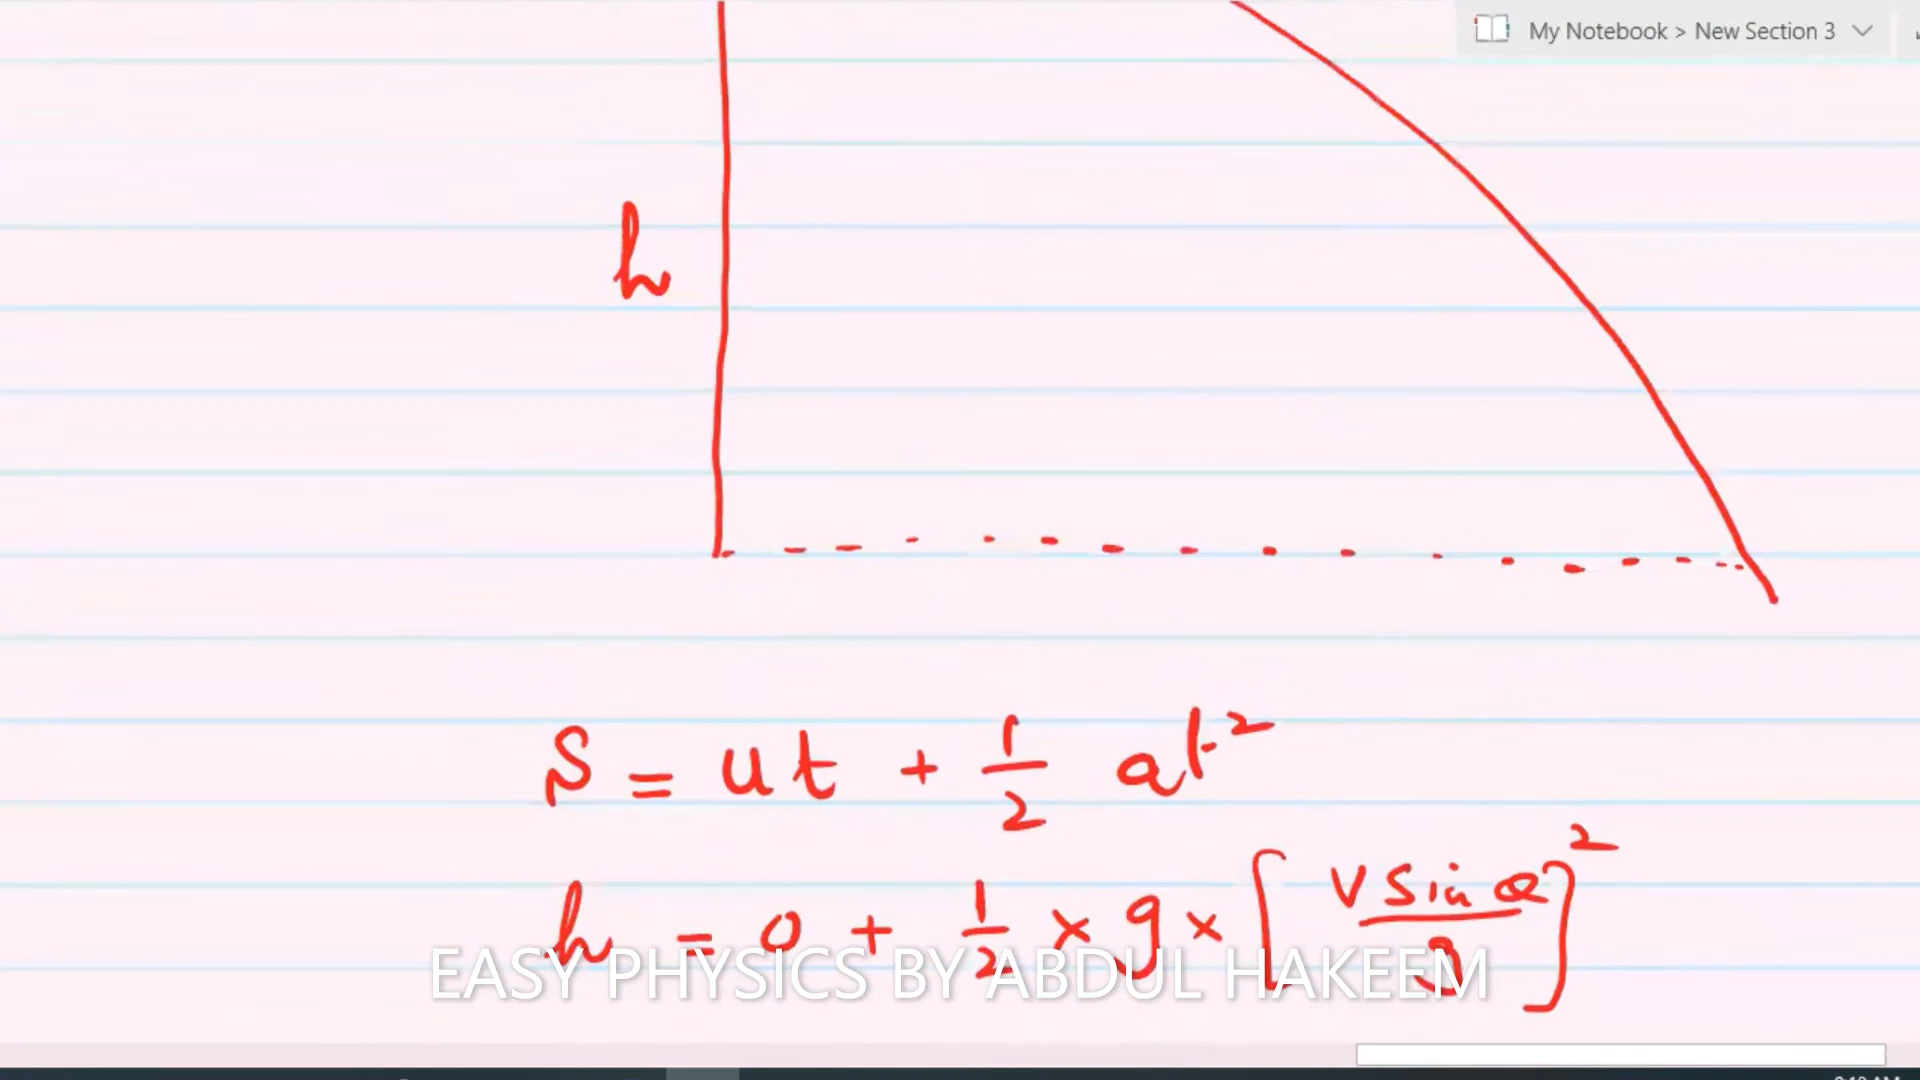 My Notebook > New Section 3
h
S = ut + 1/2 at²
h = 0 + 1/2 × g × [v sin θ / g]²
EASY PHYSICS BY ABDUL HAKEEM